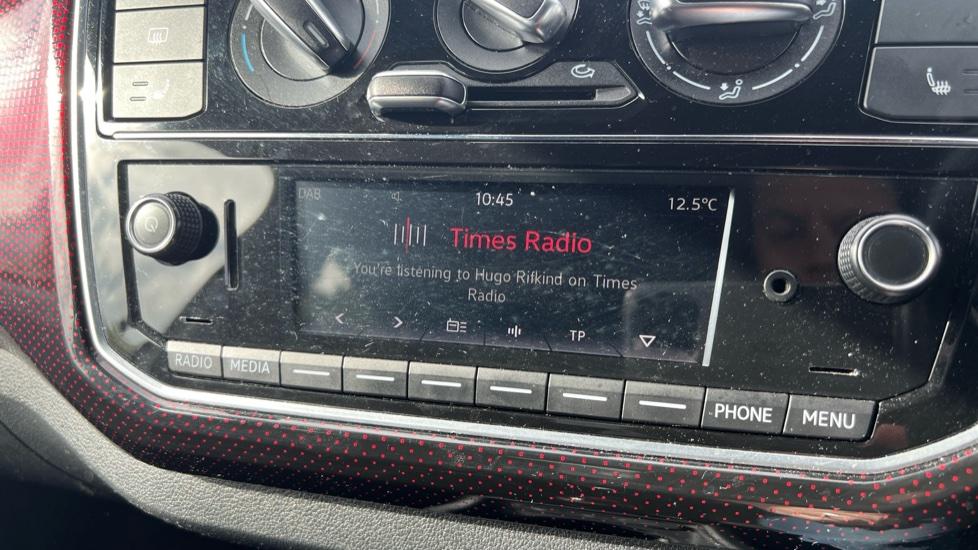 DAB 10:45 12.5°C
Times Radio
You're listening to Hugo Rifkind on Times
Radio
< > TP
RADIO MEDIA PHONE MENU